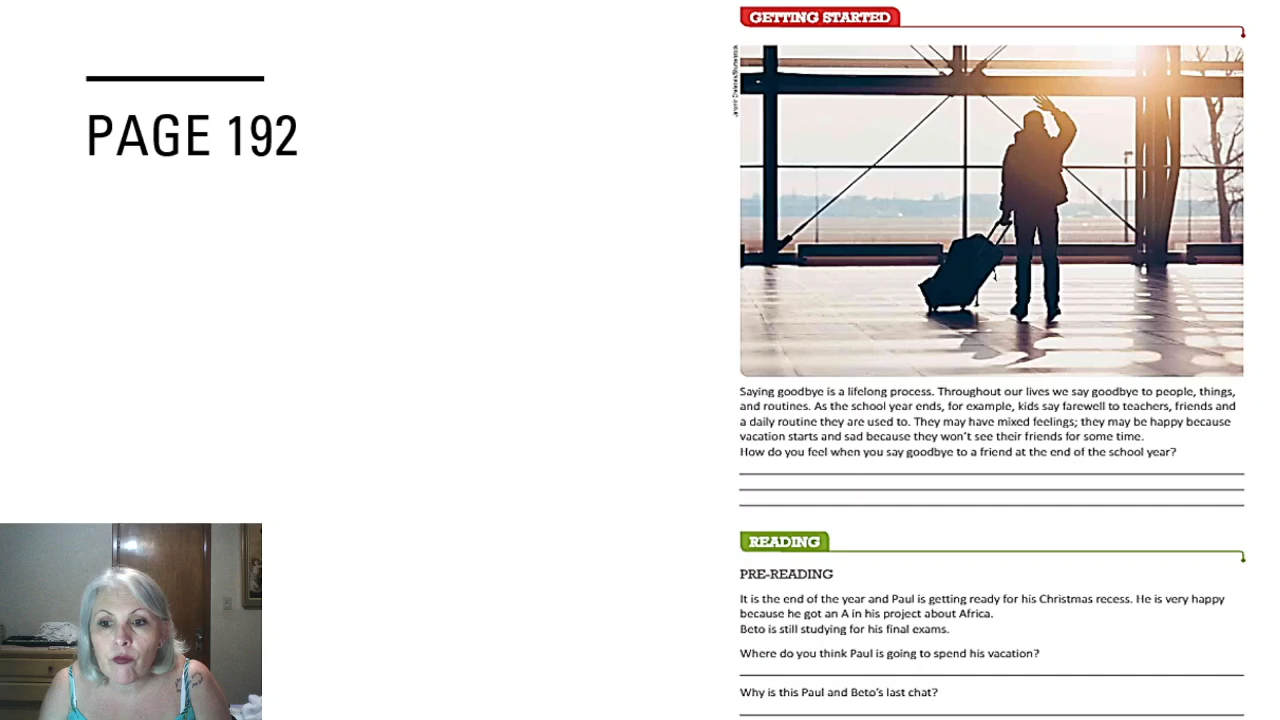 PAGE 192
GETTING STARTED
Saying goodbye is a lifelong process. Throughout our lives we say goodbye to people, things,
and routines. As the school year ends, for example, kids say farewell to teachers, friends and
a daily routine they are used to. They may have mixed feelings; they may be happy because
vacation starts and sad because they won't see their friends for some time.
How do you feel when you say goodbye to a friend at the end of the school year?
READING
PRE-READING
It is the end of the year and Paul is getting ready for his Christmas recess. He is very happy
because he got an A in his project about Africa.
Beto is still studying for his final exams.
Where do you think Paul is going to spend his vacation?
Why is this Paul and Beto's last chat?